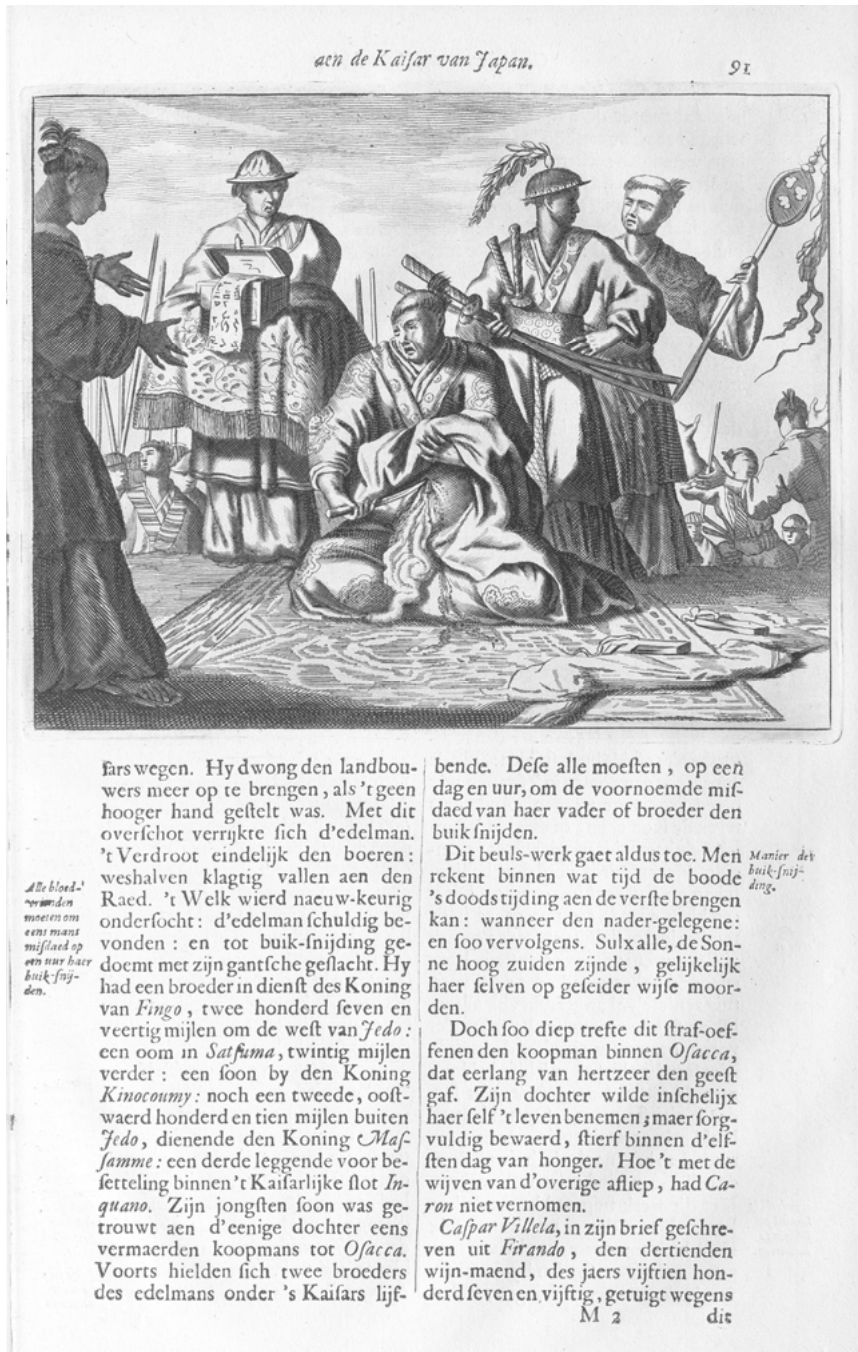 aen de Kaiſar van Japan.
91
ſars wegen. Hy dwong den landbou-
wers meer op te brengen, als 't geen
hooger hand geſtelt was. Met dit
overſchot verrijkte ſich d'edelman.
't Verdroot eindelijk den boeren:
weshalven klagtig vallen aen den
Raed. 't Welk wierd naeuw-keurig
onderſocht: d'edelman ſchuldig be-
vonden: en tot buik-ſnijding ge-
doemt met zijn gantſche geſlacht. Hy
had een broeder in dienſt des Koning
van Fingo, twee honderd ſeven en
veertig mijlen om de weſt van Jedo:
een oom in Satſuma, twintig mijlen
verder: een ſoon by den Koning
Kinocoumy: noch een tweede, ooſt-
waerd honderd en tien mijlen buiten
Jedo, dienende den Koning Maſ-
ſamme: een derde leggende voor be-
ſetteling binnen 't Kaiſarlijke ſlot In-
quano. Zijn jongſten ſoon was ge-
trouwt aen d'eenige dochter eens
vermaerden koopmans tot Oſacca.
Voorts hielden ſich twee broeders
des edelmans onder 's Kaiſars lijf-
Alle bloed-
vrienden
moeten om
eens mans
miſdaed op
een uur haer
buik-ſnij-
den.
bende. Deſe alle moeſten, op een
dag en uur, om de voornoemde miſ-
daed van haer vader of broeder den
buik ſnijden.
Dit beuls-werk gaet aldus toe. Men
rekent binnen wat tijd de boode
's doods tijding aen de verſte brengen
kan: wanneer den nader-gelegene:
en ſoo vervolgens. Sulx alle, de Son-
ne hoog zuiden zijnde, gelijkelijk
haer ſelven op geſeider wijſe moor-
den.
Doch ſoo diep trefte dit ſtraf-oef-
fenen den koopman binnen Oſacca,
dat eerlang van hertzeer den geeſt
gaf. Zijn dochter wilde inſchelijx
haer ſelf 't leven benemen; maer ſorg-
vuldig bewaerd, ſtierf binnen d'elf-
ſten dag van honger. Hoe 't met de
wijven van d'overige afliep, had Ca-
ron niet vernomen.
Caſpar Villela, in zijn brief geſchre-
ven uit Firando, den dertienden
wijn-maend, des jaers vijftien hon-
derd ſeven en vijftig, getuigt wegens
Manier der
buik-ſnij-
ding.
M 2
dit